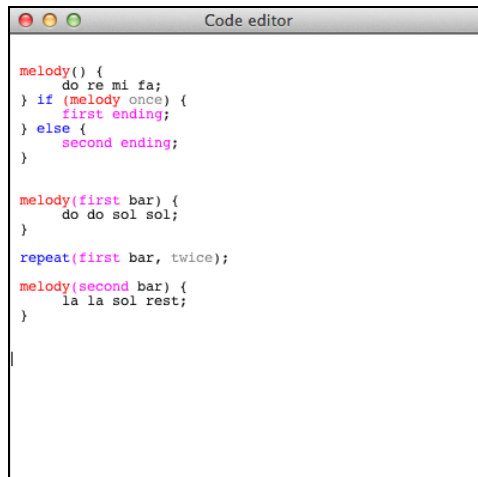 Code editor
melody() {
do re mi fa;
} if (melody once) {
first ending;
} else {
second ending;
}
melody(first bar) {
do do sol sol;
}
repeat(first bar, twice);
melody(second bar) {
la la sol rest;
}